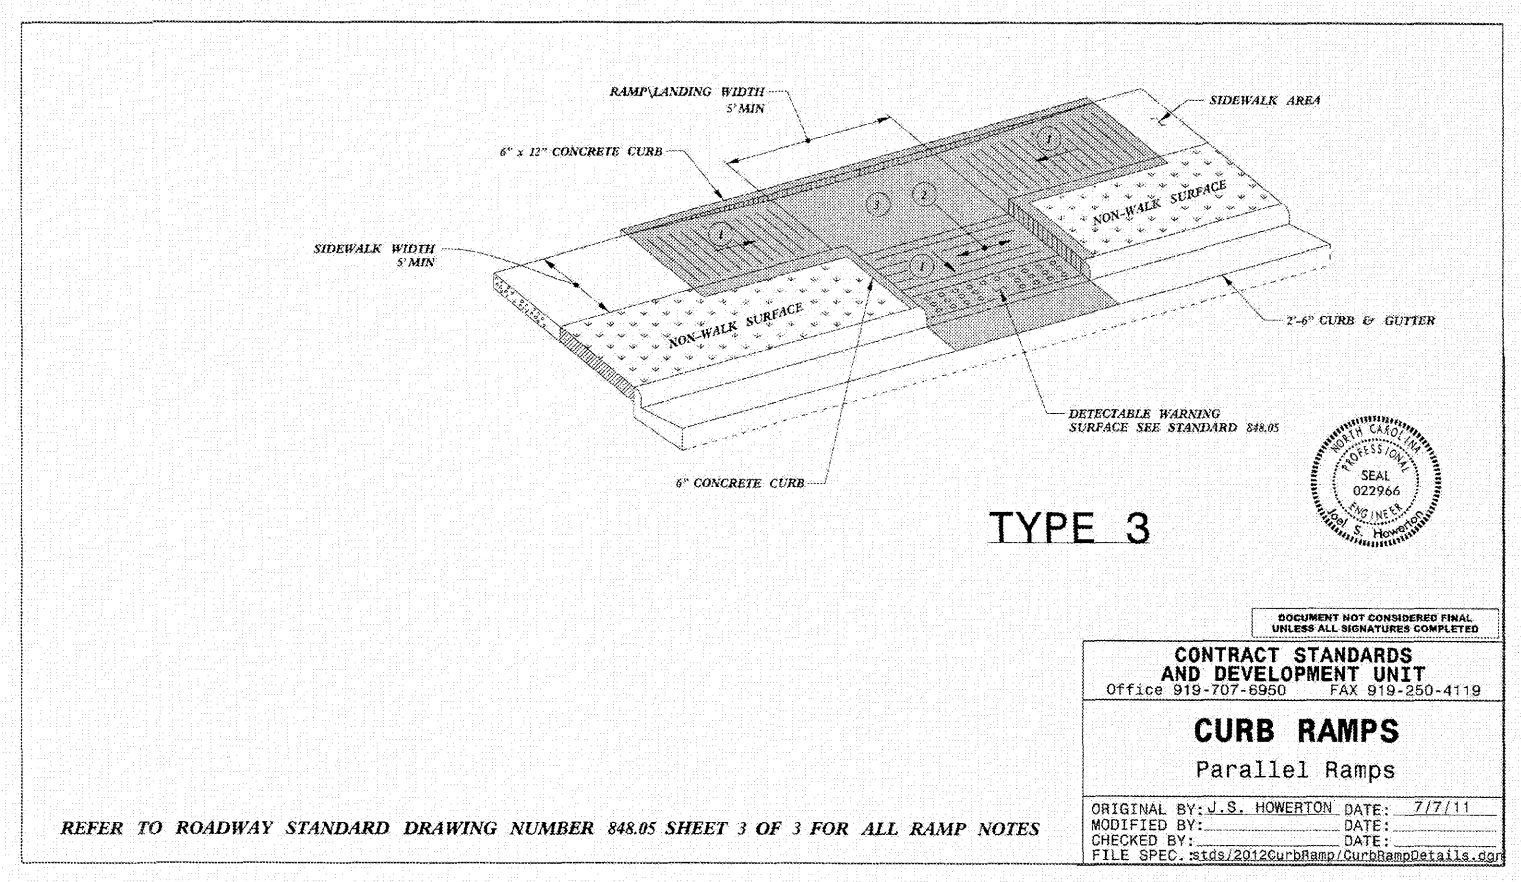 RAMP\LANDING WIDTH
5' MIN
SIDEWALK AREA
6" x 12" CONCRETE CURB
1
2
3
NON-WALK SURFACE
1
SIDEWALK WIDTH
5' MIN
1
NON-WALK SURFACE
2'-6" CURB & GUTTER
DETECTABLE WARNING
SURFACE SEE STANDARD 848.05
6" CONCRETE CURB
NORTH CAROLINA
PROFESSIONAL
SEAL
022966
ENGINEER
Joel S. Howerton
TYPE 3
DOCUMENT NOT CONSIDERED FINAL
UNLESS ALL SIGNATURES COMPLETED
CONTRACT STANDARDS
AND DEVELOPMENT UNIT
Office 919-707-6950 FAX 919-250-4119
CURB RAMPS
Parallel Ramps
ORIGINAL BY: J.S. HOWERTON DATE: 7/7/11
MODIFIED BY: DATE:
CHECKED BY: DATE:
FILE SPEC.: stds/2012CurbRamp/CurbRampDetails.dgn
REFER TO ROADWAY STANDARD DRAWING NUMBER 848.05 SHEET 3 OF 3 FOR ALL RAMP NOTES